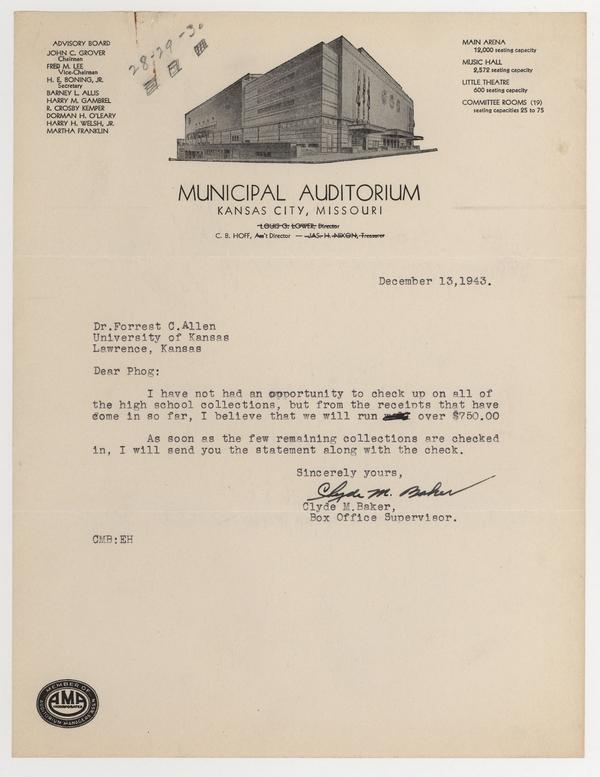 ADVISORY BOARD
JOHN C. GROVER
Chairman
FRED M. LEE
Vice-Chairman
H. E. BONING, JR.
Secretary
BARNEY L. ALLIS
HARRY M. GAMBREL
R. CROSBY KEMPER
DORMAN H. O'LEARY
HARRY H. WELSH, JR.
MARTHA FRANKLIN
28-29-30
MAIN ARENA
12,000 seating capacity
MUSIC HALL
2,572 seating capacity
LITTLE THEATRE
600 seating capacity
COMMITTEE ROOMS (19)
seating capacities 25 to 75
MUNICIPAL AUDITORIUM
KANSAS CITY, MISSOURI
LOUIS G. LOWER, Director
C. B. HOFF, Ass't Director — JAS. H. NIXON, Treasurer
December 13,1943.
Dr.Forrest C.Allen
University of Kansas
Lawrence, Kansas
Dear Phog:
I have not had an opportunity to check up on all of
the high school collections, but from the receipts that have
come in so far, I believe that we will run over $750.00
As soon as the few remaining collections are checked
in, I will send you the statement along with the check.
Sincerely yours,
Clyde M. Baker
Clyde M.Baker,
Box Office Supervisor.
CMB:EH
MEMBER OF
AMA
INCORPORATED
AUDITORIUM MANAGERS ASSN.